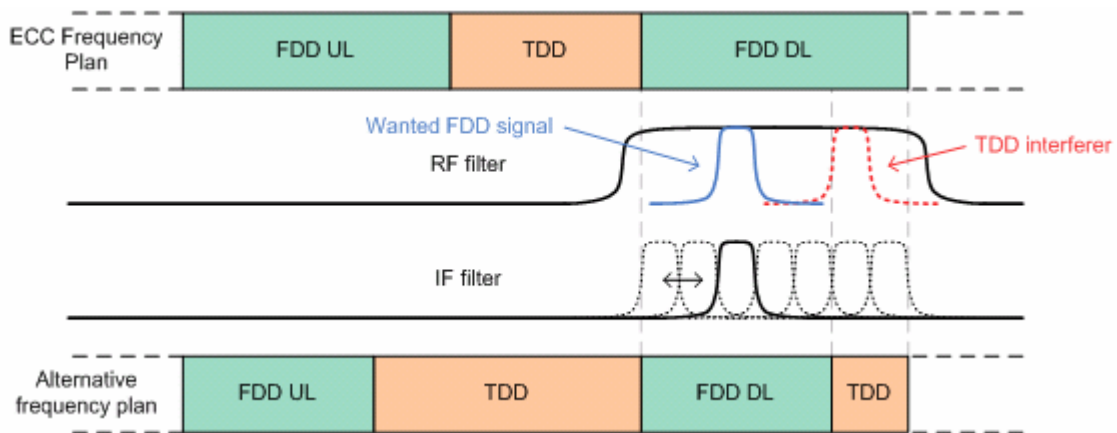 ECC Frequency
Plan
FDD UL
TDD
FDD DL
Wanted FDD signal
TDD interferer
RF filter
IF filter
Alternative
frequency plan
FDD UL
TDD
FDD DL
TDD